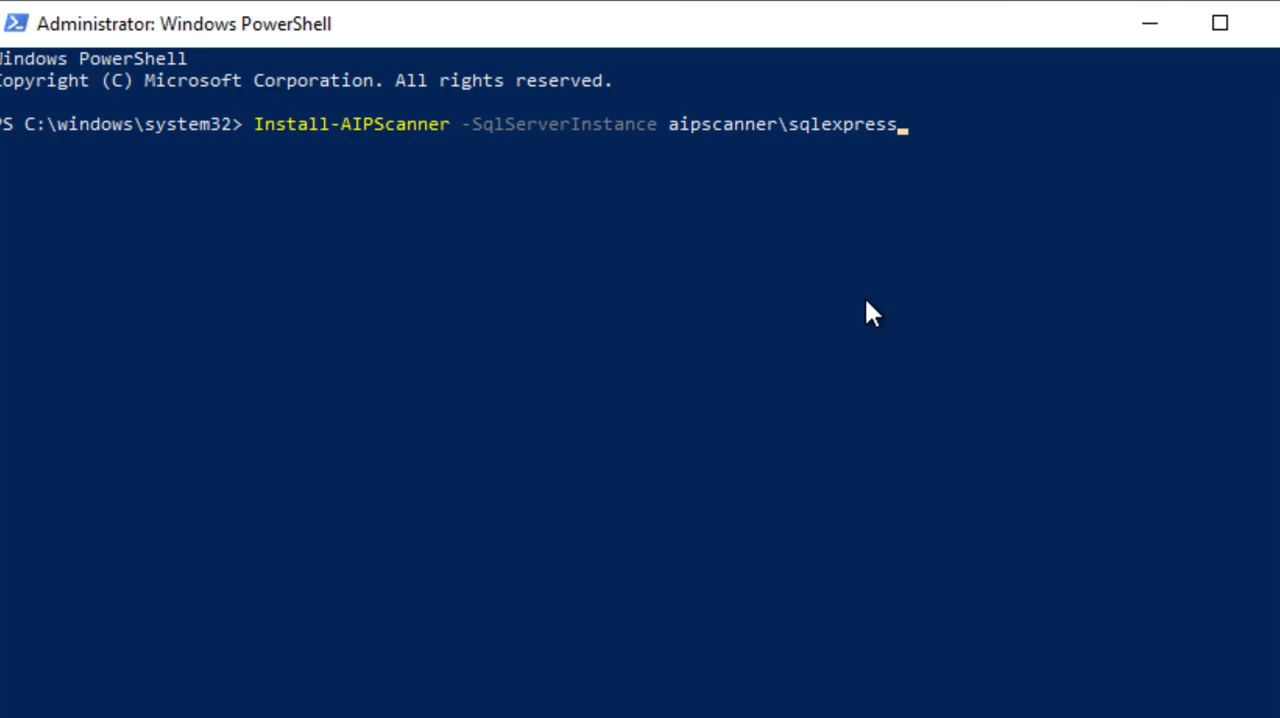 Administrator: Windows PowerShell
Windows PowerShell
Copyright (C) Microsoft Corporation. All rights reserved.
PS C:\windows\system32> Install-AIPScanner -SqlServerInstance aipscanner\sqlexpress